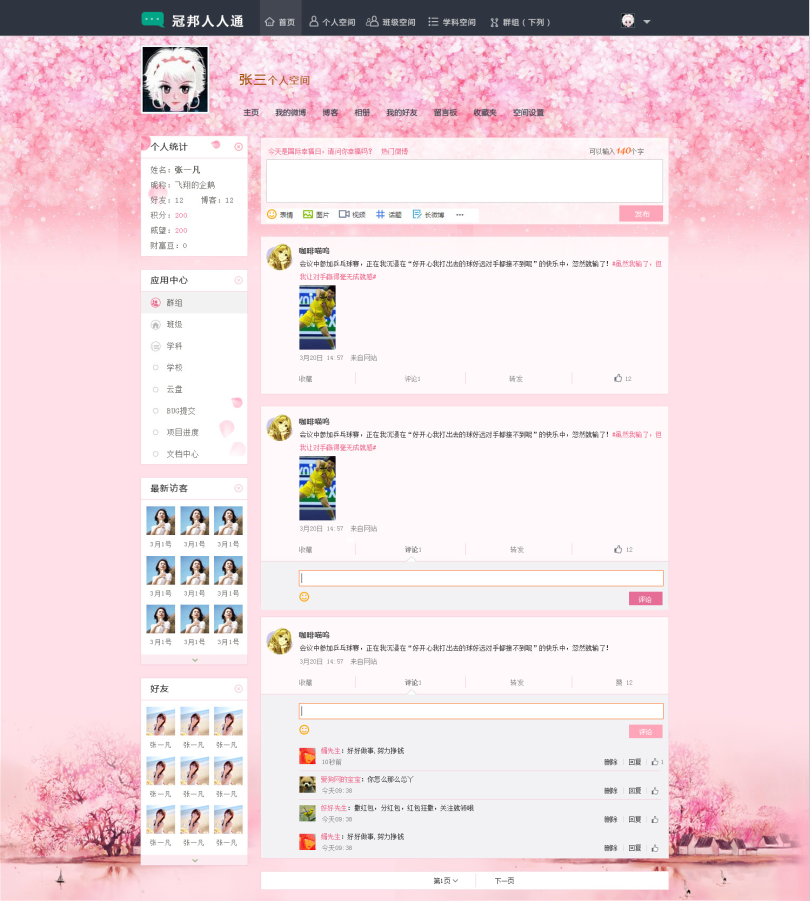 冠邦人人通
首页 个人空间 班级空间 学科空间 群组（下列）
张三个人空间
主页 我的微博 博客 相册 我的好友 留言板 收藏夹 空间设置
个人统计
姓名：张一凡
昵称：飞翔的企鹅
好友：12 博客：12
积分：200
威望：200
财富豆：0
应用中心
群组
班级
学科
学校
云盘
BUG提交
项目进度
文档中心
最新访客
3月1号 3月1号 3月1号
3月1号 3月1号 3月1号
3月1号 3月1号 3月1号
好友
张一凡 张一凡 张一凡
张一凡 张一凡 张一凡
张一凡 张一凡 张一凡
今天是国际幸福日，请问你幸福吗？ 热门微博
可以输入140个字
表情 图片 视频 话题 长微博 •••
发布
咖啡喵呜
会议中参加乒乓球赛，正在我沉浸在“好开心我打出去的球好远对手都接不到呢”的快乐中，忽然就输了！#虽然我输了，但
我让对手赢得毫无成就感#
3月20日 14:57 来自网站
收藏 评论1 转发 12
咖啡喵呜
会议中参加乒乓球赛，正在我沉浸在“好开心我打出去的球好远对手都接不到呢”的快乐中，忽然就输了！#虽然我输了，但
我让对手赢得毫无成就感#
3月20日 14:57 来自网站
收藏 评论1 转发 12
评论
咖啡喵呜
会议中参加乒乓球赛，正在我沉浸在“好开心我打出去的球好远对手都接不到呢”的快乐中，忽然就输了！
3月20日 14:57 来自网站
收藏 评论1 转发 赞 12
评论
先生：好好做事，努力挣钱
10秒前 删除 回复 1
爱狗狗的宝宝：你怎么那么怂丫
今天09:38 删除 回复
好好先生：撒红包，分红包，红包狂撒，关注就领哦
今天09:38 删除 回复
先生：好好做事，努力挣钱
今天09:38 删除 回复
第1页 下一页